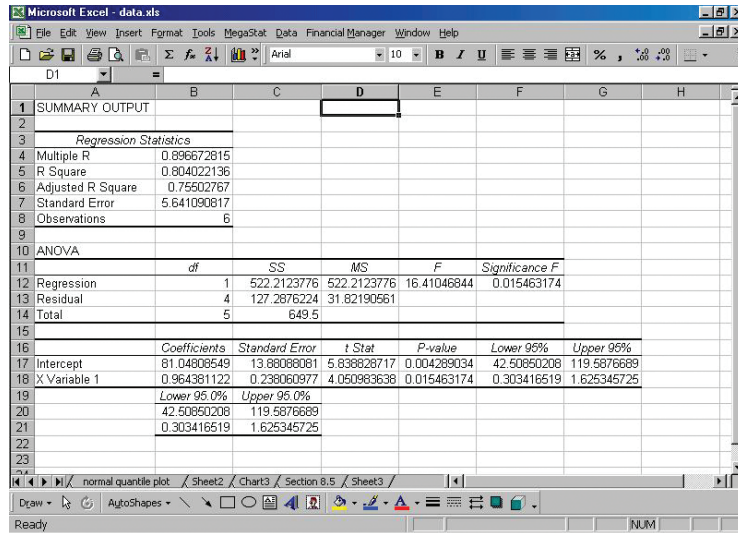 Microsoft Excel - data.xls
File Edit View Insert Format Tools MegaStat Data Financial Manager Window Help
Arial 10 B I U % ,
D1 =
A B C D E F G H
1 SUMMARY OUTPUT
2
3 Regression Statistics
4 Multiple R 0.896672815
5 R Square 0.804022136
6 Adjusted R Square 0.75502767
7 Standard Error 5.641090817
8 Observations 6
9
10 ANOVA
11 df SS MS F Significance F
12 Regression 1 522.2123776 522.2123776 16.41046844 0.015463174
13 Residual 4 127.2876224 31.82190561
14 Total 5 649.5
15
16 Coefficients Standard Error t Stat P-value Lower 95% Upper 95%
17 Intercept 81.04808549 13.88088081 5.838828717 0.004289034 42.50850208 119.5876689
18 X Variable 1 0.964381122 0.238060977 4.050983638 0.015463174 0.303416519 1.625345725
19 Lower 95.0% Upper 95.0%
20 42.50850208 119.5876689
21 0.303416519 1.625345725
22
23
normal quantile plot / Sheet2 / Chart3 / Section 8.5 / Sheet3 /
Draw AutoShapes
Ready NUM